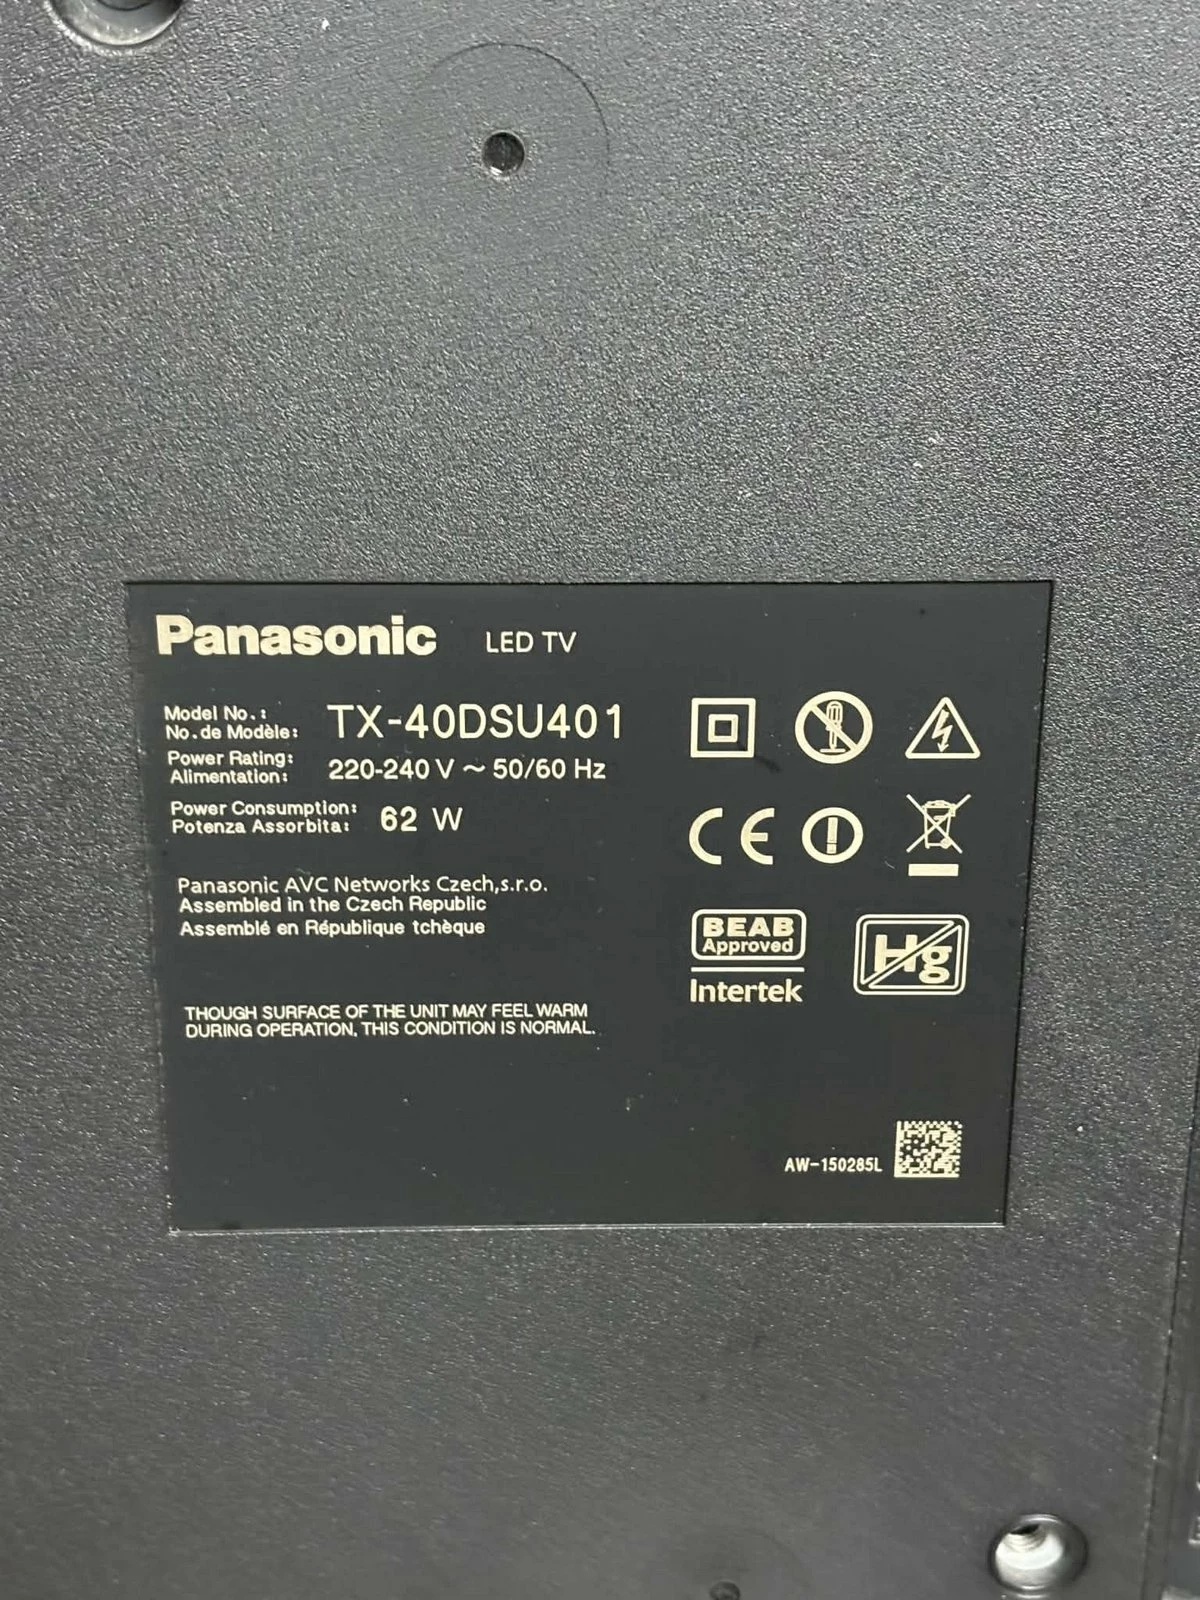 Panasonic LED TV
Model No.: TX-40DSU401
No.de Modèle:
Power Rating: 220-240 V ~ 50/60 Hz
Alimentation:
Power Consumption: 62 W
Potenza Assorbita:
Panasonic AVC Networks Czech,s.r.o.
Assembled in the Czech Republic
Assemblé en République tchèque
THOUGH SURFACE OF THE UNIT MAY FEEL WARM
DURING OPERATION, THIS CONDITION IS NORMAL.
CE
BEAB
Approved
Intertek
Hg
AW-150285L